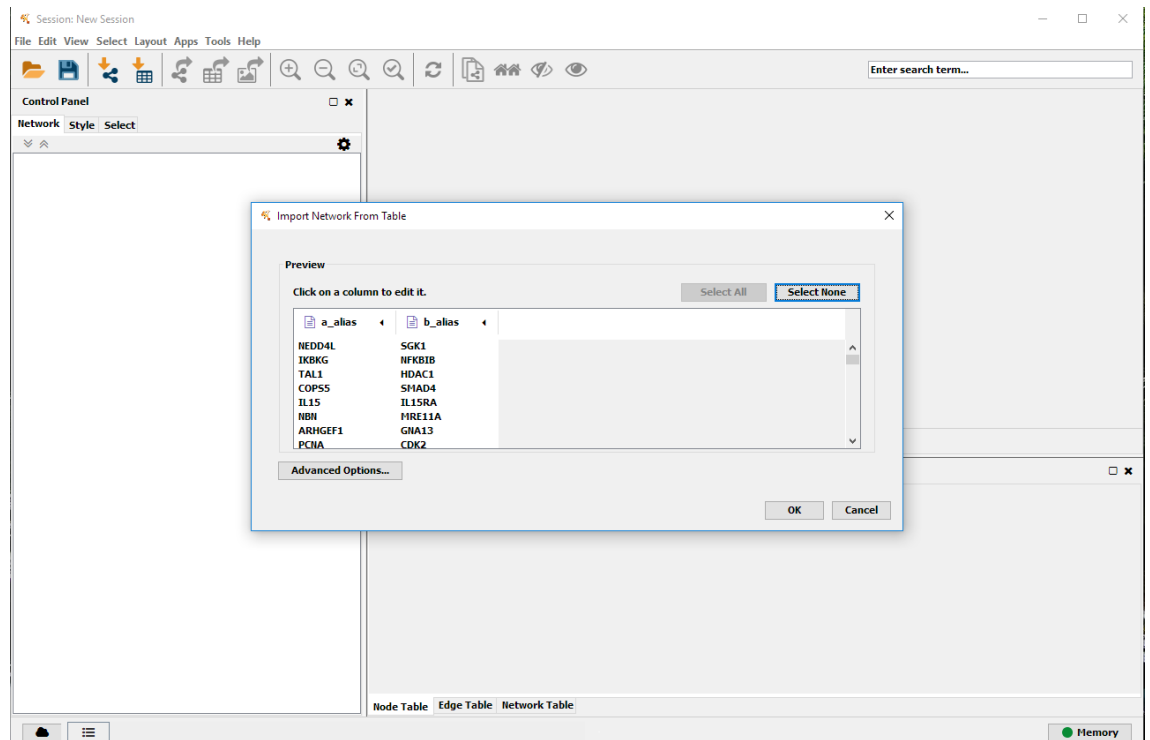 Session: New Session
File Edit View Select Layout Apps Tools Help
Enter search term...
Control Panel
Network Style Select
Import Network From Table
Preview
Click on a column to edit it.
Select All
Select None
a_alias b_alias
NEDD4L SGK1
IKBKG NFKBIB
TAL1 HDAC1
COPS5 SMAD4
IL15 IL15RA
NBN MRE11A
ARHGEF1 GNA13
PCNA CDK2
Advanced Options...
OK Cancel
Node Table Edge Table Network Table
Memory